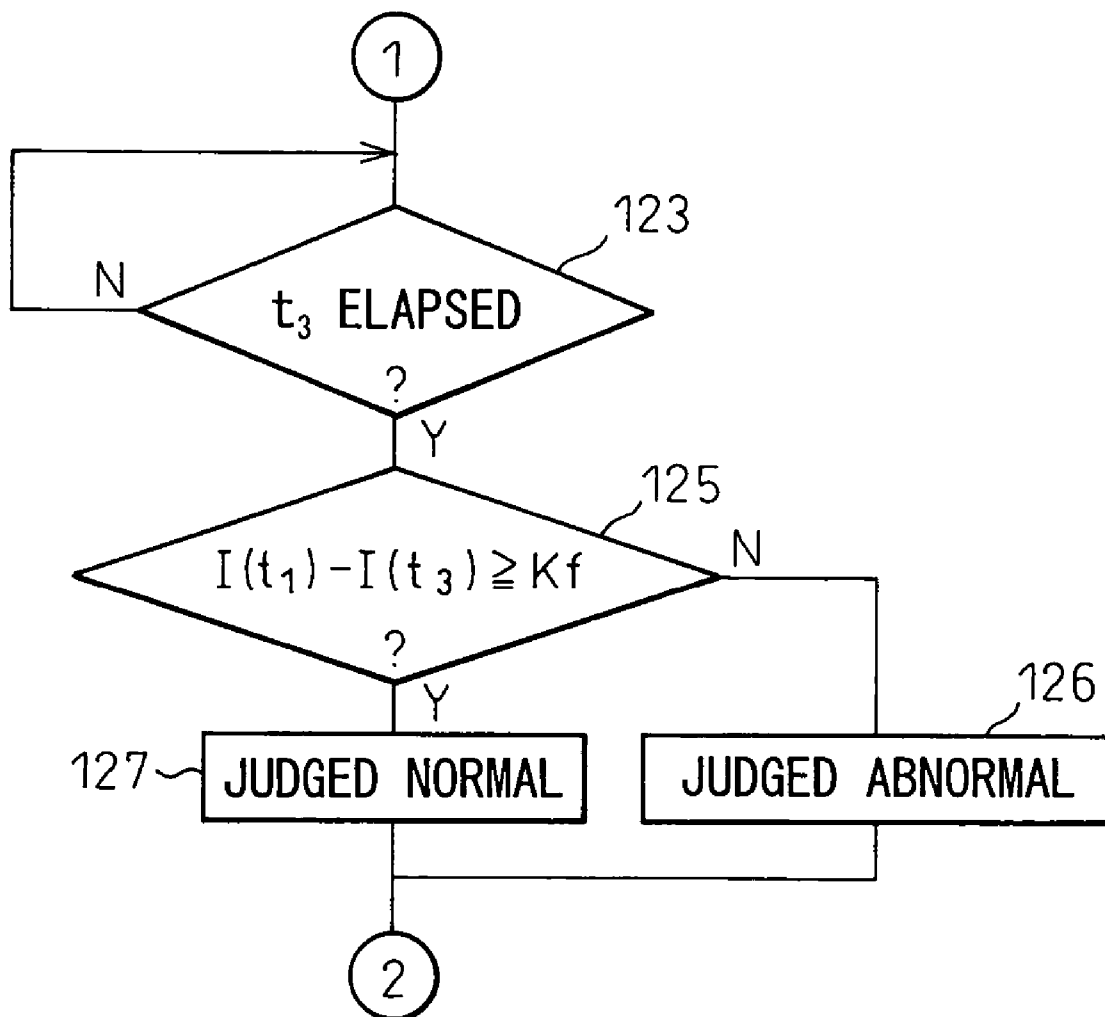 1
123
N
t₃ ELAPSED
?
Y
125
I(t₁)-I(t₃)≧Kf
N
?
Y
126
127
JUDGED NORMAL
JUDGED ABNORMAL
2